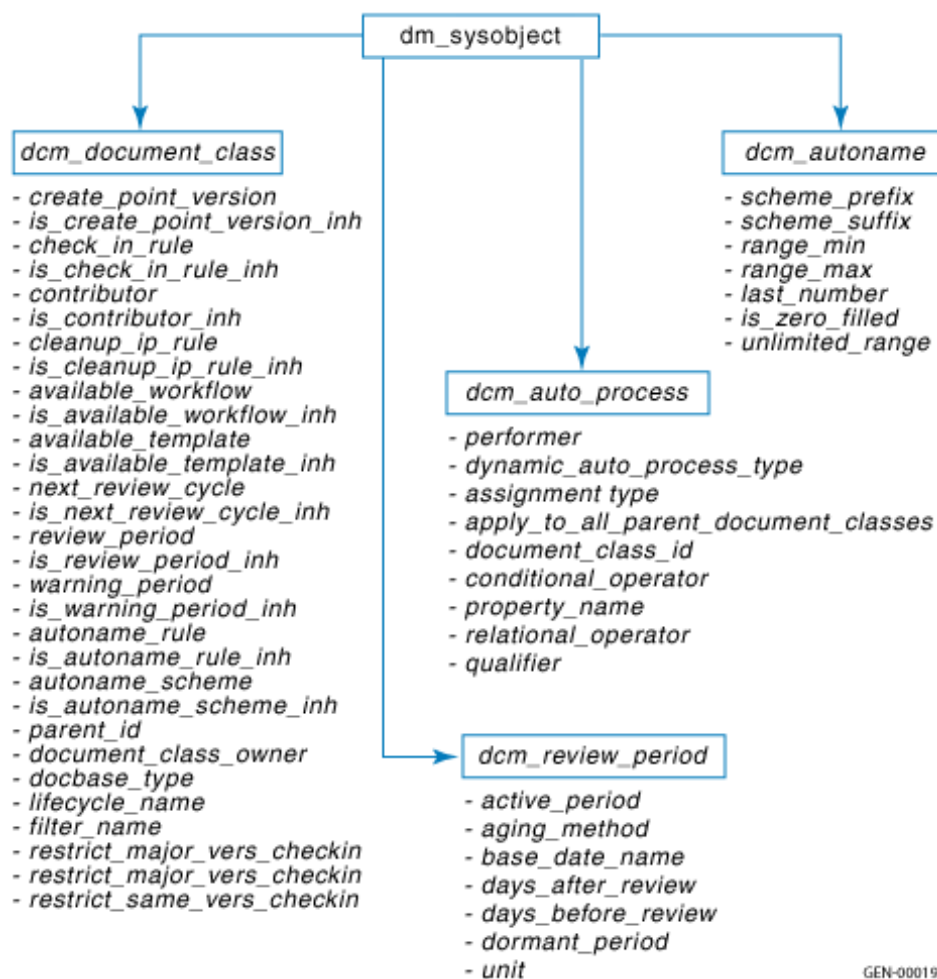 dm_sysobject
dcm_document_class
- create_point_version
- is_create_point_version_inh
- check_in_rule
- is_check_in_rule_inh
- contributor
- is_contributor_inh
- cleanup_ip_rule
- is_cleanup_ip_rule_inh
- available_workflow
- is_available_workflow_inh
- available_template
- is_available_template_inh
- next_review_cycle
- is_next_review_cycle_inh
- review_period
- is_review_period_inh
- warning_period
- is_warning_period_inh
- autoname_rule
- is_autoname_rule_inh
- autoname_scheme
- is_autoname_scheme_inh
- parent_id
- document_class_owner
- docbase_type
- lifecycle_name
- filter_name
- restrict_major_vers_checkin
- restrict_major_vers_checkin
- restrict_same_vers_checkin
dcm_autoname
- scheme_prefix
- scheme_suffix
- range_min
- range_max
- last_number
- is_zero_filled
- unlimited_range
dcm_auto_process
- performer
- dynamic_auto_process_type
- assignment type
- apply_to_all_parent_document_classes
- document_class_id
- conditional_operator
- property_name
- relational_operator
- qualifier
dcm_review_period
- active_period
- aging_method
- base_date_name
- days_after_review
- days_before_review
- dormant_period
- unit
GEN-00019